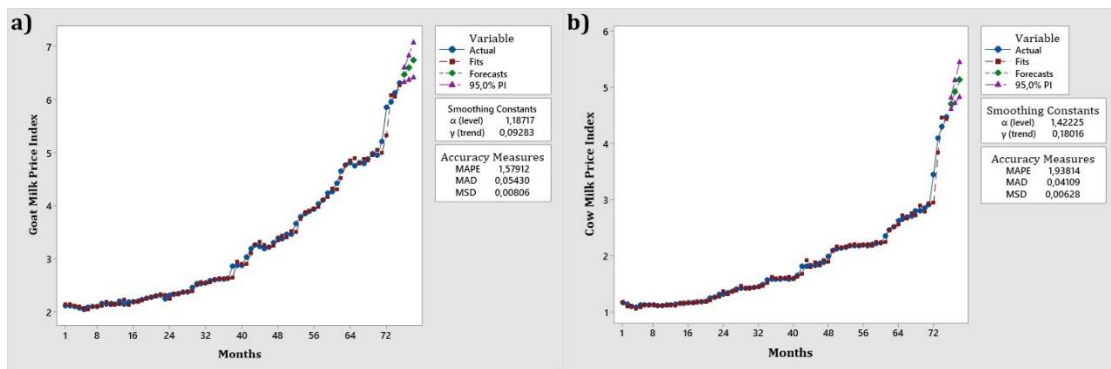 a)
Goat Milk Price Index
7
6
5
4
3
2
1 8 16 24 32 40 48 56 64 72
Months
Variable
Actual
Fits
Forecasts
95,0% PI
Smoothing Constants
α (level) 1,18717
γ (trend) 0,09283
Accuracy Measures
MAPE 1,57912
MAD 0,05430
MSD 0,00806
b)
Cow Milk Price Index
6
5
4
3
2
1
1 8 16 24 32 40 48 56 64 72
Months
Variable
Actual
Fits
Forecasts
95,0% PI
Smoothing Constants
α (level) 1,42225
γ (trend) 0,18016
Accuracy Measures
MAPE 1,93814
MAD 0,04109
MSD 0,00628